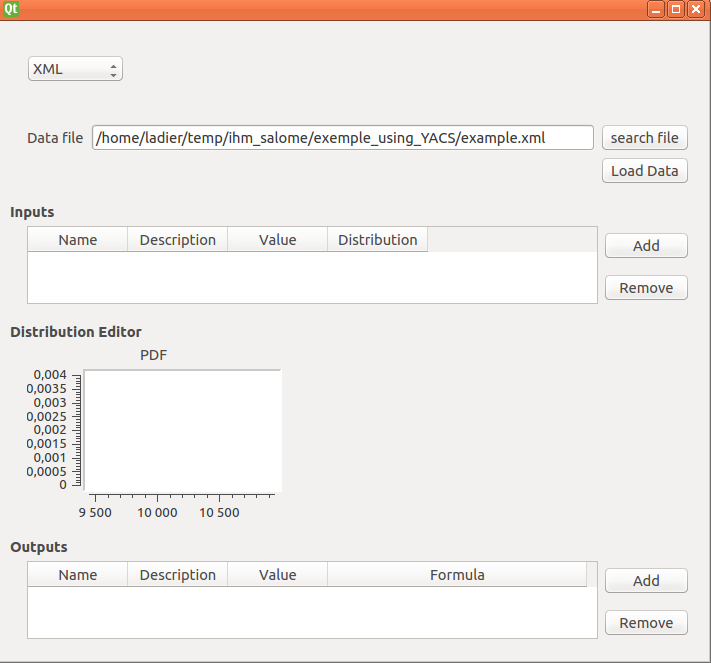 Qt
XML
Data file /home/ladier/temp/ihm_salome/exemple_using_YACS/example.xml search file
Load Data
Inputs
Name Description Value Distribution
Add
Remove
Distribution Editor
PDF
0,004
0,0035
0,003
0,0025
0,002
0,0015
0,001
0,0005
0
9 500 10 000 10 500
Outputs
Name Description Value Formula
Add
Remove